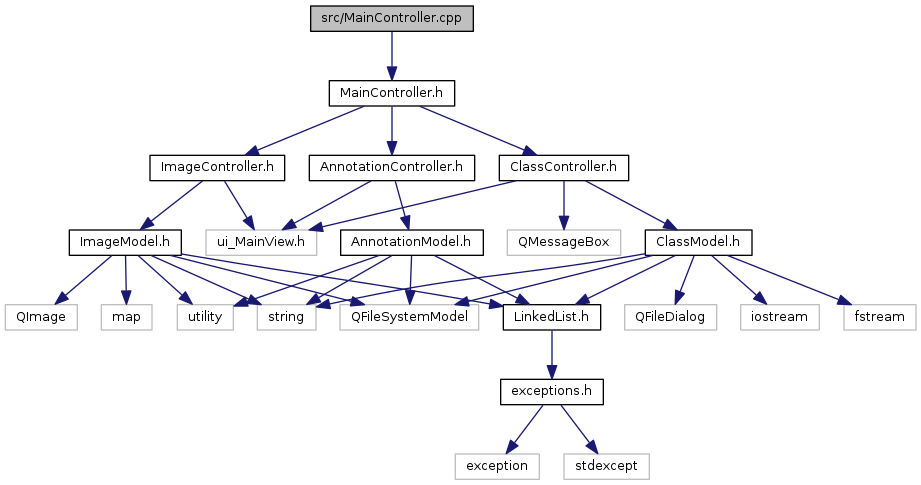 src/MainController.cpp
MainController.h
ImageController.h
AnnotationController.h
ClassController.h
ImageModel.h
ui_MainView.h
AnnotationModel.h
QMessageBox
ClassModel.h
QImage
map
utility
string
QFileSystemModel
LinkedList.h
QFileDialog
iostream
fstream
exceptions.h
exception
stdexcept